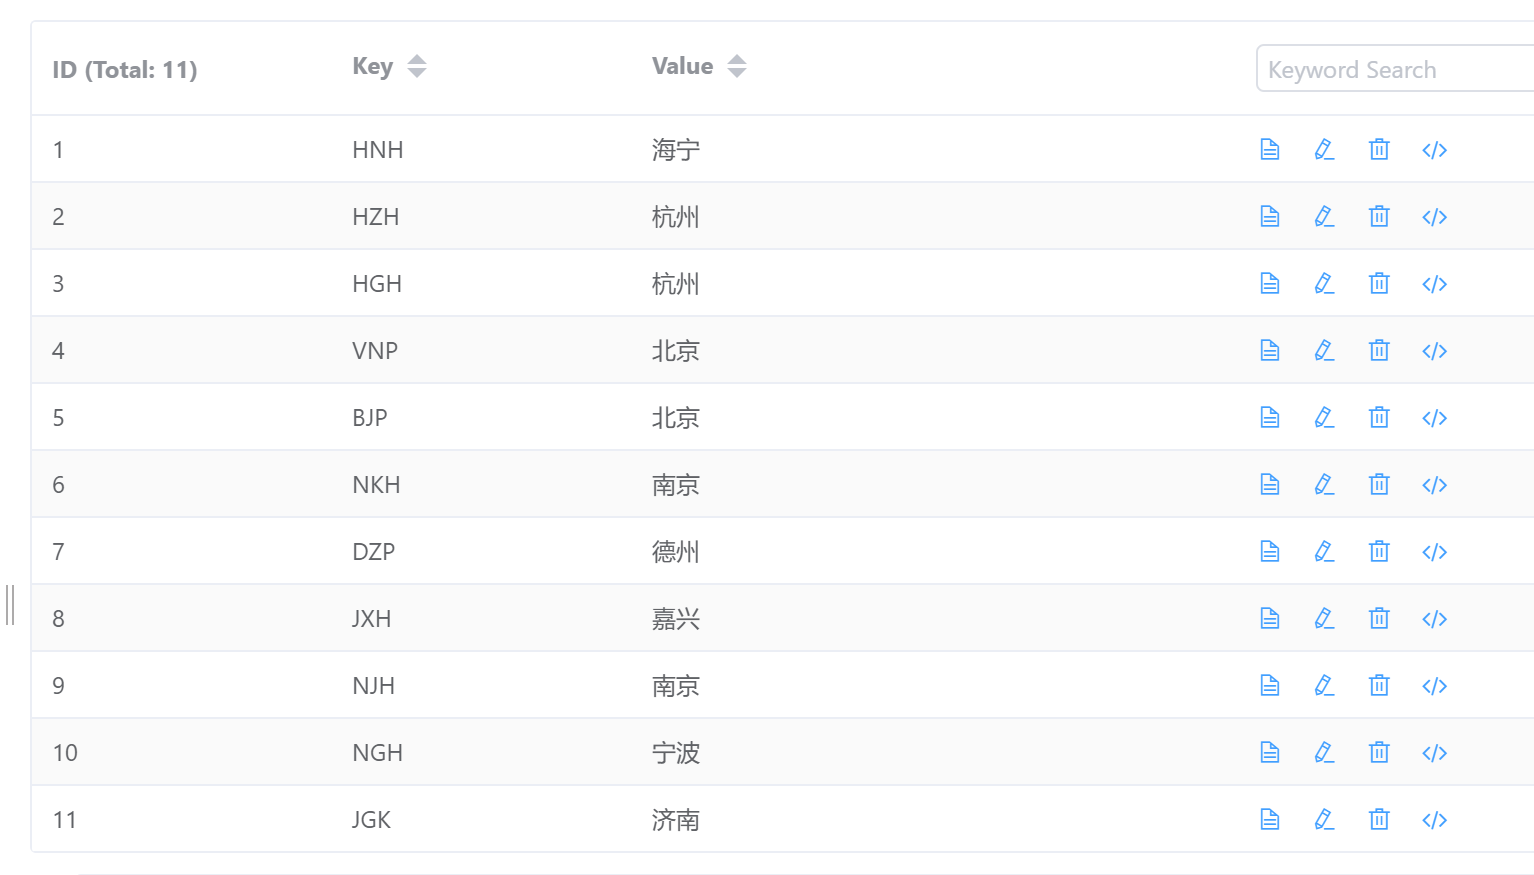 ID (Total: 11) Key Value Keyword Search
1 HNH 海宁
2 HZH 杭州
3 HGH 杭州
4 VNP 北京
5 BJP 北京
6 NKH 南京
7 DZP 德州
8 JXH 嘉兴
9 NJH 南京
10 NGH 宁波
11 JGK 济南